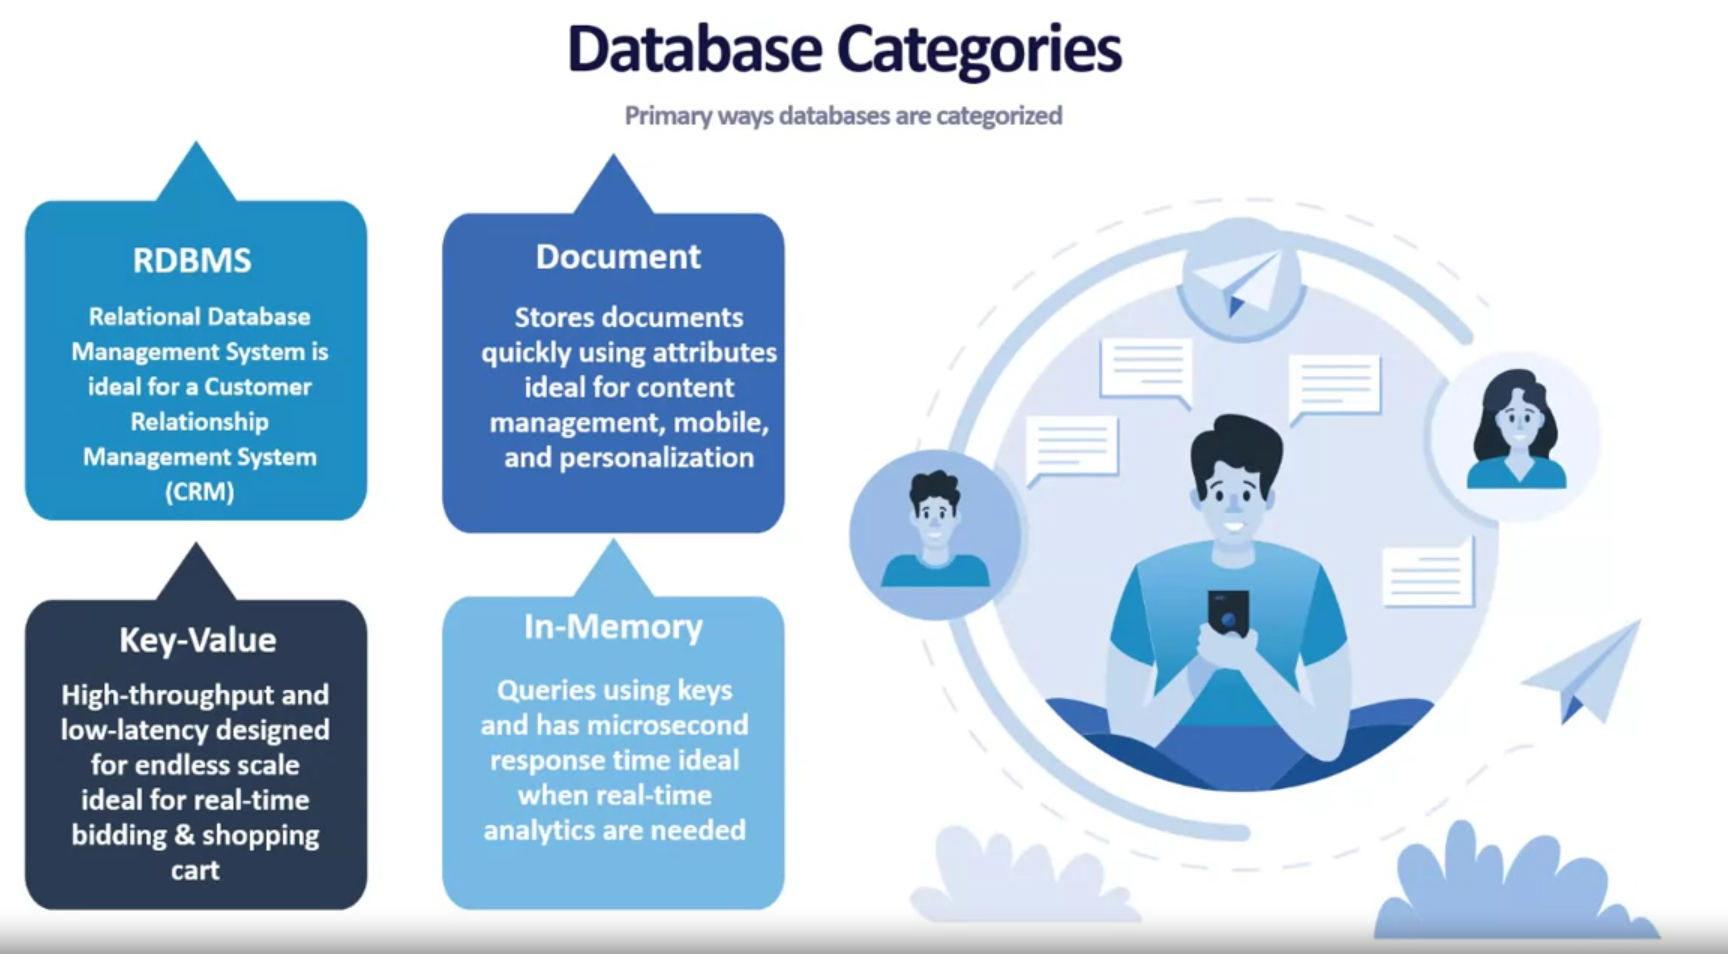 Database Categories
Primary ways databases are categorized
RDBMS
Relational Database
Management System is
ideal for a Customer
Relationship
Management System
(CRM)
Document
Stores documents
quickly using attributes
ideal for content
management, mobile,
and personalization
Key-Value
High-throughput and
low-latency designed
for endless scale
ideal for real-time
bidding & shopping
cart
In-Memory
Queries using keys
and has microsecond
response time ideal
when real-time
analytics are needed